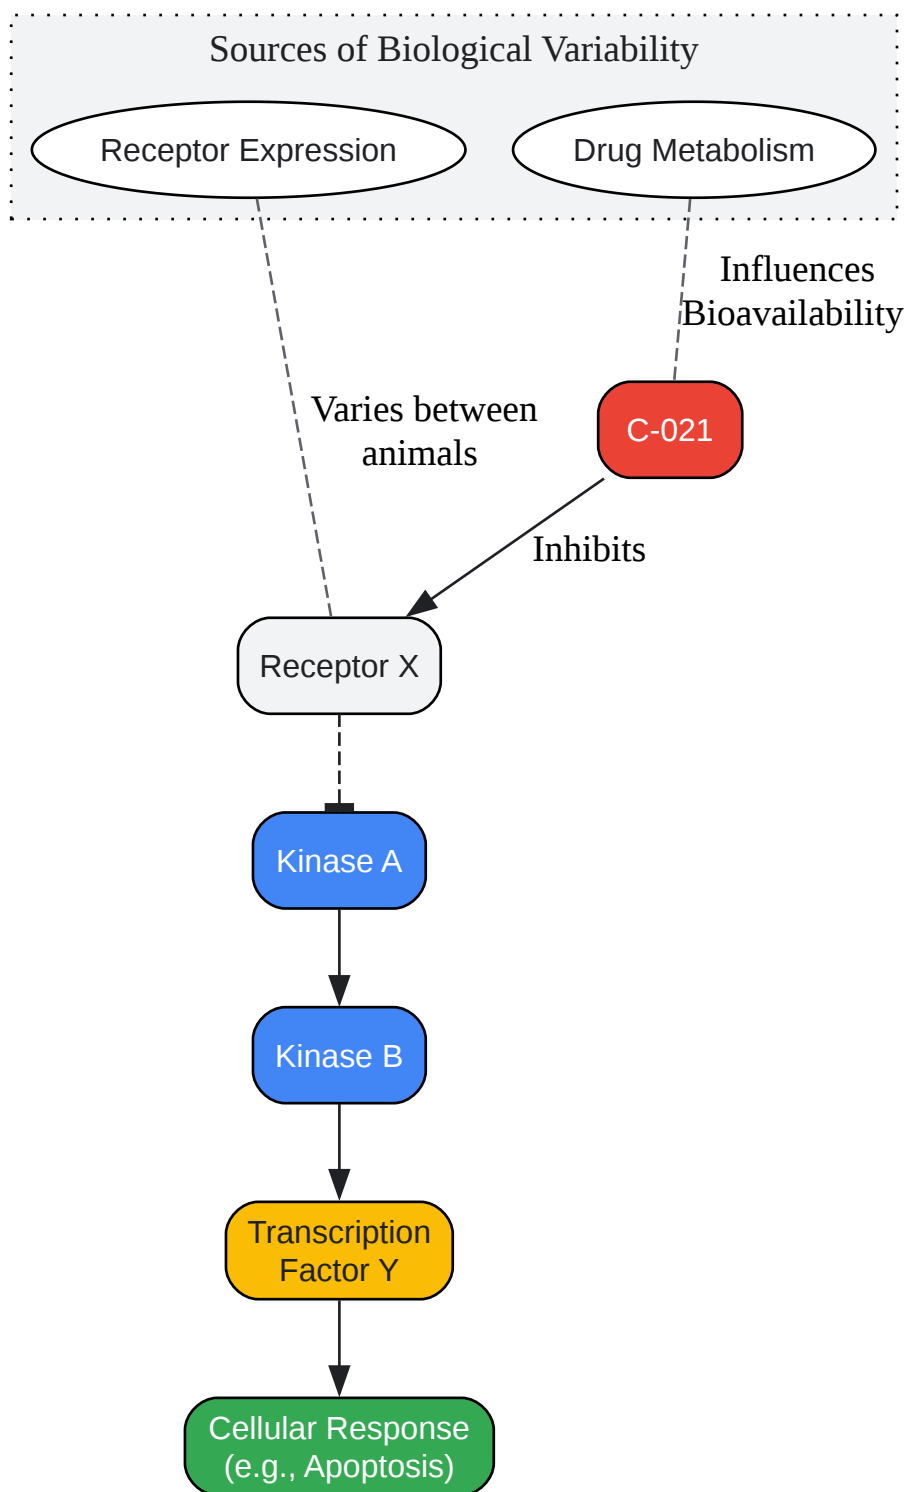 Sources of Biological Variability
Receptor Expression
Drug Metabolism
Influences
Bioavailability
Varies between
animals
C-021
Inhibits
Receptor X
Kinase A
Kinase B
Transcription
Factor Y
Cellular Response
(e.g., Apoptosis)